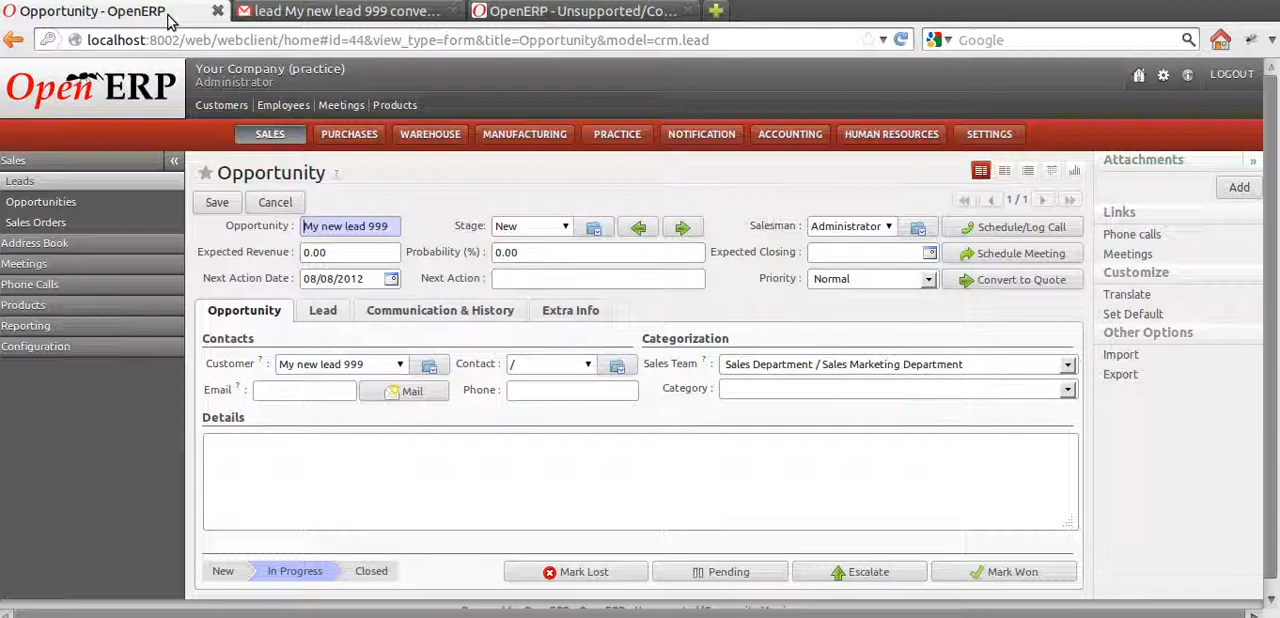 Opportunity - OpenERP
lead My new lead 999 conve...
OpenERP - Unsupported/Co...
localhost:8002/web/webclient/home#id=44&view_type=form&title=Opportunity&model=crm.lead
Google
Open ERP
Your Company (practice)
Administrator
LOGOUT
Customers | Employees | Meetings | Products
SALES PURCHASES WAREHOUSE MANUFACTURING PRACTICE NOTIFICATION ACCOUNTING HUMAN RESOURCES SETTINGS
Sales «
Leads
Opportunities
Sales Orders
Address Book
Meetings
Phone Calls
Products
Reporting
Configuration
Opportunity ?
Save Cancel
1 / 1
Opportunity : My new lead 999 Stage: New Salesman : Administrator Schedule/Log Call
Expected Revenue : 0.00 Probability (%) : 0.00 Expected Closing : Schedule Meeting
Next Action Date : 08/08/2012 Next Action : Priority : Normal Convert to Quote
Opportunity Lead Communication & History Extra Info
Contacts Categorization
Customer ? : My new lead 999 Contact : / Sales Team ? : Sales Department / Sales Marketing Department
Email ? : Mail Phone : Category :
Details
New In Progress Closed Mark Lost Pending Escalate Mark Won
Attachments »
Add
Links
Phone calls
Meetings
Customize
Translate
Set Default
Other Options
Import
Export